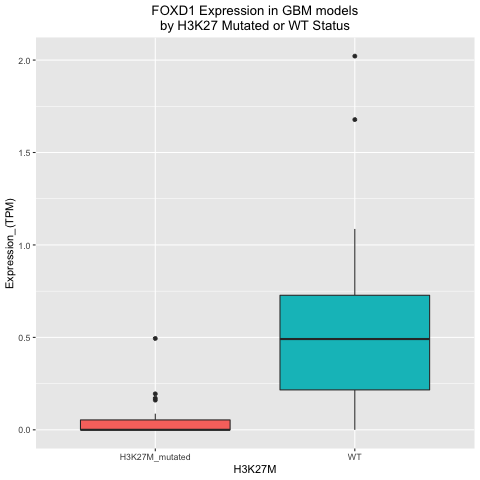 FOXD1 Expression in GBM models
by H3K27 Mutated or WT Status
Expression_(TPM)
2.0
1.5
1.0
0.5
0.0
H3K27M_mutated
WT
H3K27M